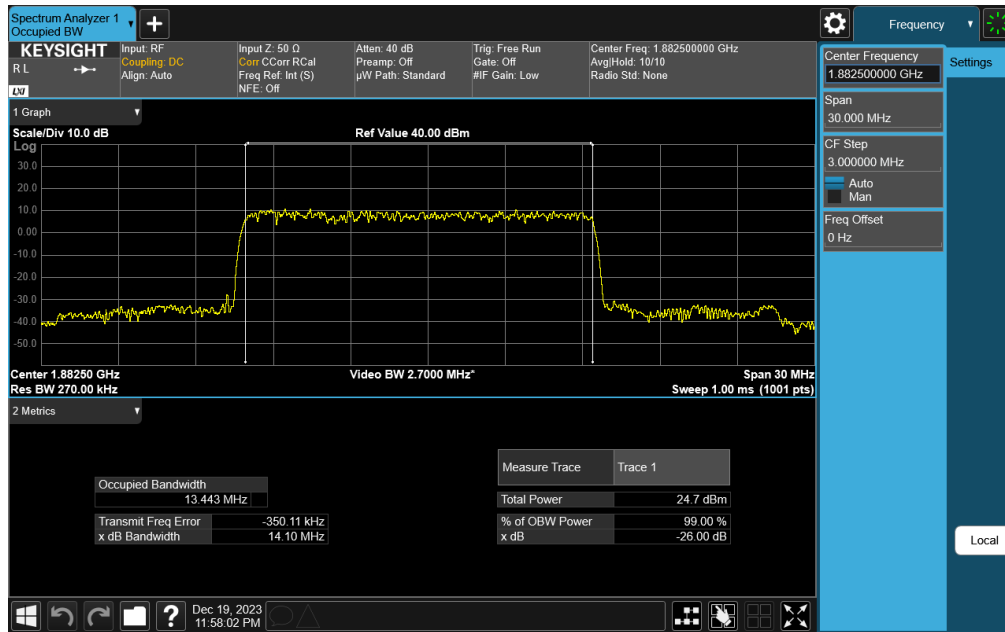 Spectrum Analyzer 1
Occupied BW
Frequency
KEYSIGHT
R L
LXI
Input: RF
Coupling: DC
Align: Auto
Input Z: 50 Ω
Corr CCorr RCal
Freq Ref: Int (S)
NFE: Off
Atten: 40 dB
Preamp: Off
µW Path: Standard
Trig: Free Run
Gate: Off
#IF Gain: Low
Center Freq: 1.882500000 GHz
Avg|Hold: 10/10
Radio Std: None
Center Frequency
1.882500000 GHz
Settings
Span
30.000 MHz
CF Step
3.000000 MHz
Auto
Man
Freq Offset
0 Hz
Local
1 Graph
Scale/Div 10.0 dB
Ref Value 40.00 dBm
Log
30.0
20.0
10.0
0.00
-10.0
-20.0
-30.0
-40.0
-50.0
Center 1.88250 GHz
Video BW 2.7000 MHz*
Span 30 MHz
Res BW 270.00 kHz
Sweep 1.00 ms (1001 pts)
2 Metrics
Occupied Bandwidth
13.443 MHz
Transmit Freq Error -350.11 kHz
x dB Bandwidth 14.10 MHz
Measure Trace Trace 1
Total Power 24.7 dBm
% of OBW Power 99.00 %
x dB -26.00 dB
?
Dec 19, 2023
11:58:02 PM